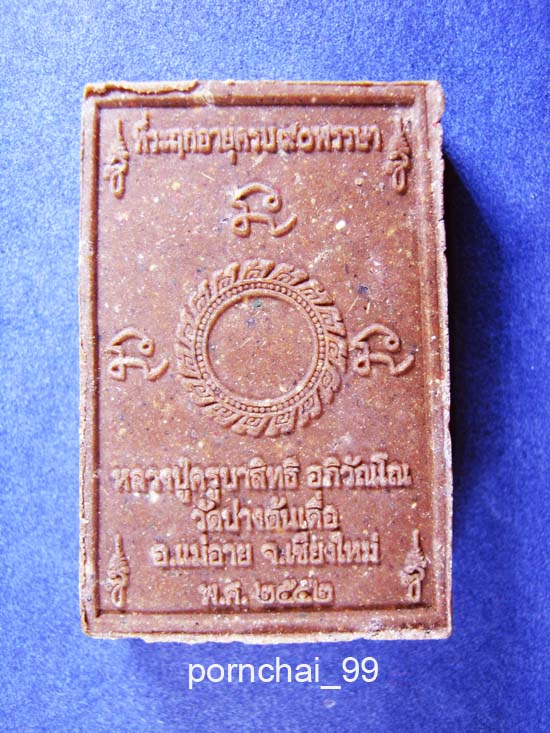 ที่ระฤกอายุครบ ๙๐ พรรษา
หลวงปู่ครูบาสิทธิ อภิวัณโณ
วัดปางต้นเดื่อ
อ.แม่อาย จ.เชียงใหม่
พ.ศ. ๒๕๕๒
pornchai_99